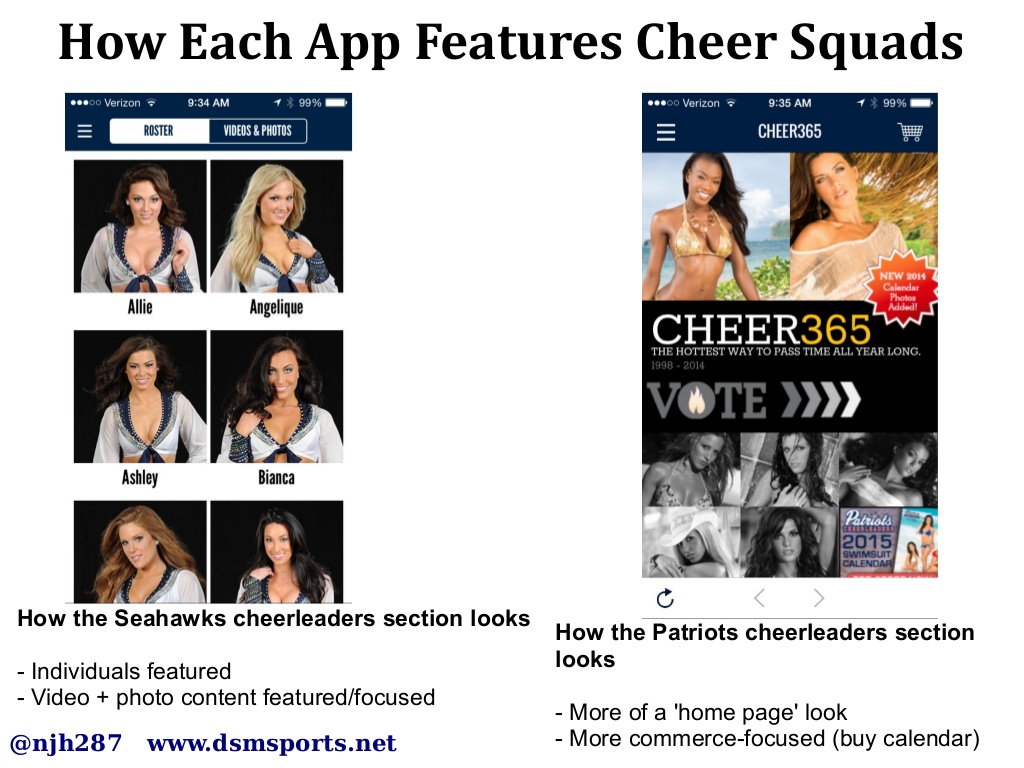 How Each App Features Cheer Squads
Verizon 9:34 AM 99%
ROSTER VIDEOS & PHOTOS
Allie Angelique
Ashley Bianca
Verizon 9:35 AM 99%
CHEER365
NEW 2014
Calendar
Photos
Added!
CHEER365
THE HOTTEST WAY TO PASS TIME ALL YEAR LONG.
1998 - 2014
VOTE
Patriots
CHEERLEADERS
2015
SWIMSUIT
CALENDAR
How the Seahawks cheerleaders section looks
- Individuals featured
- Video + photo content featured/focused
How the Patriots cheerleaders section
looks
- More of a 'home page' look
- More commerce-focused (buy calendar)
@njh287 www.dsmsports.net